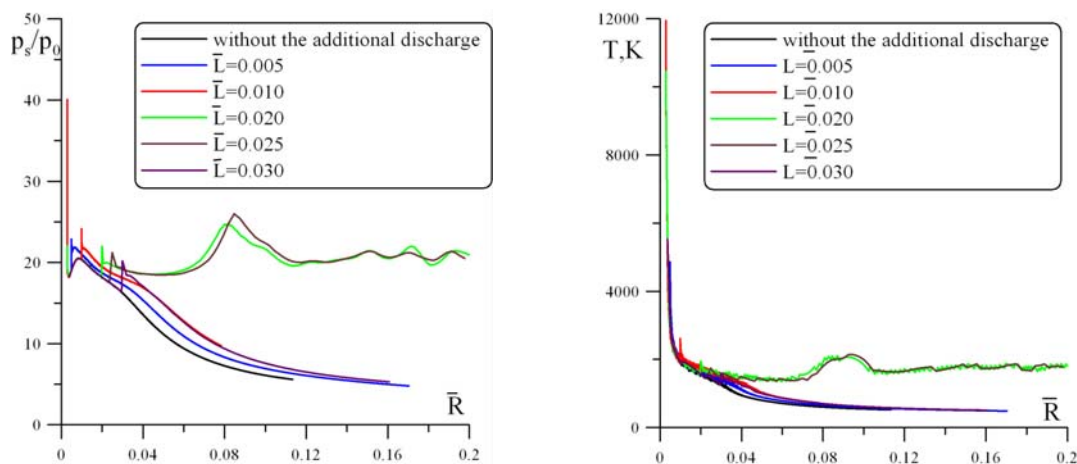 50
40
30
20
10
0
p_s/p_0
without the additional discharge
L̅=0.005
L̅=0.010
L̅=0.020
L̅=0.025
L̅=0.030
R̅
0 0.04 0.08 0.12 0.16 0.2
12000
8000
4000
0
T,K
without the additional discharge
L=0̅.005
L=0̅.010
L=0̅.020
L=0̅.025
L=0̅.030
R̅
0 0.04 0.08 0.12 0.16 0.2